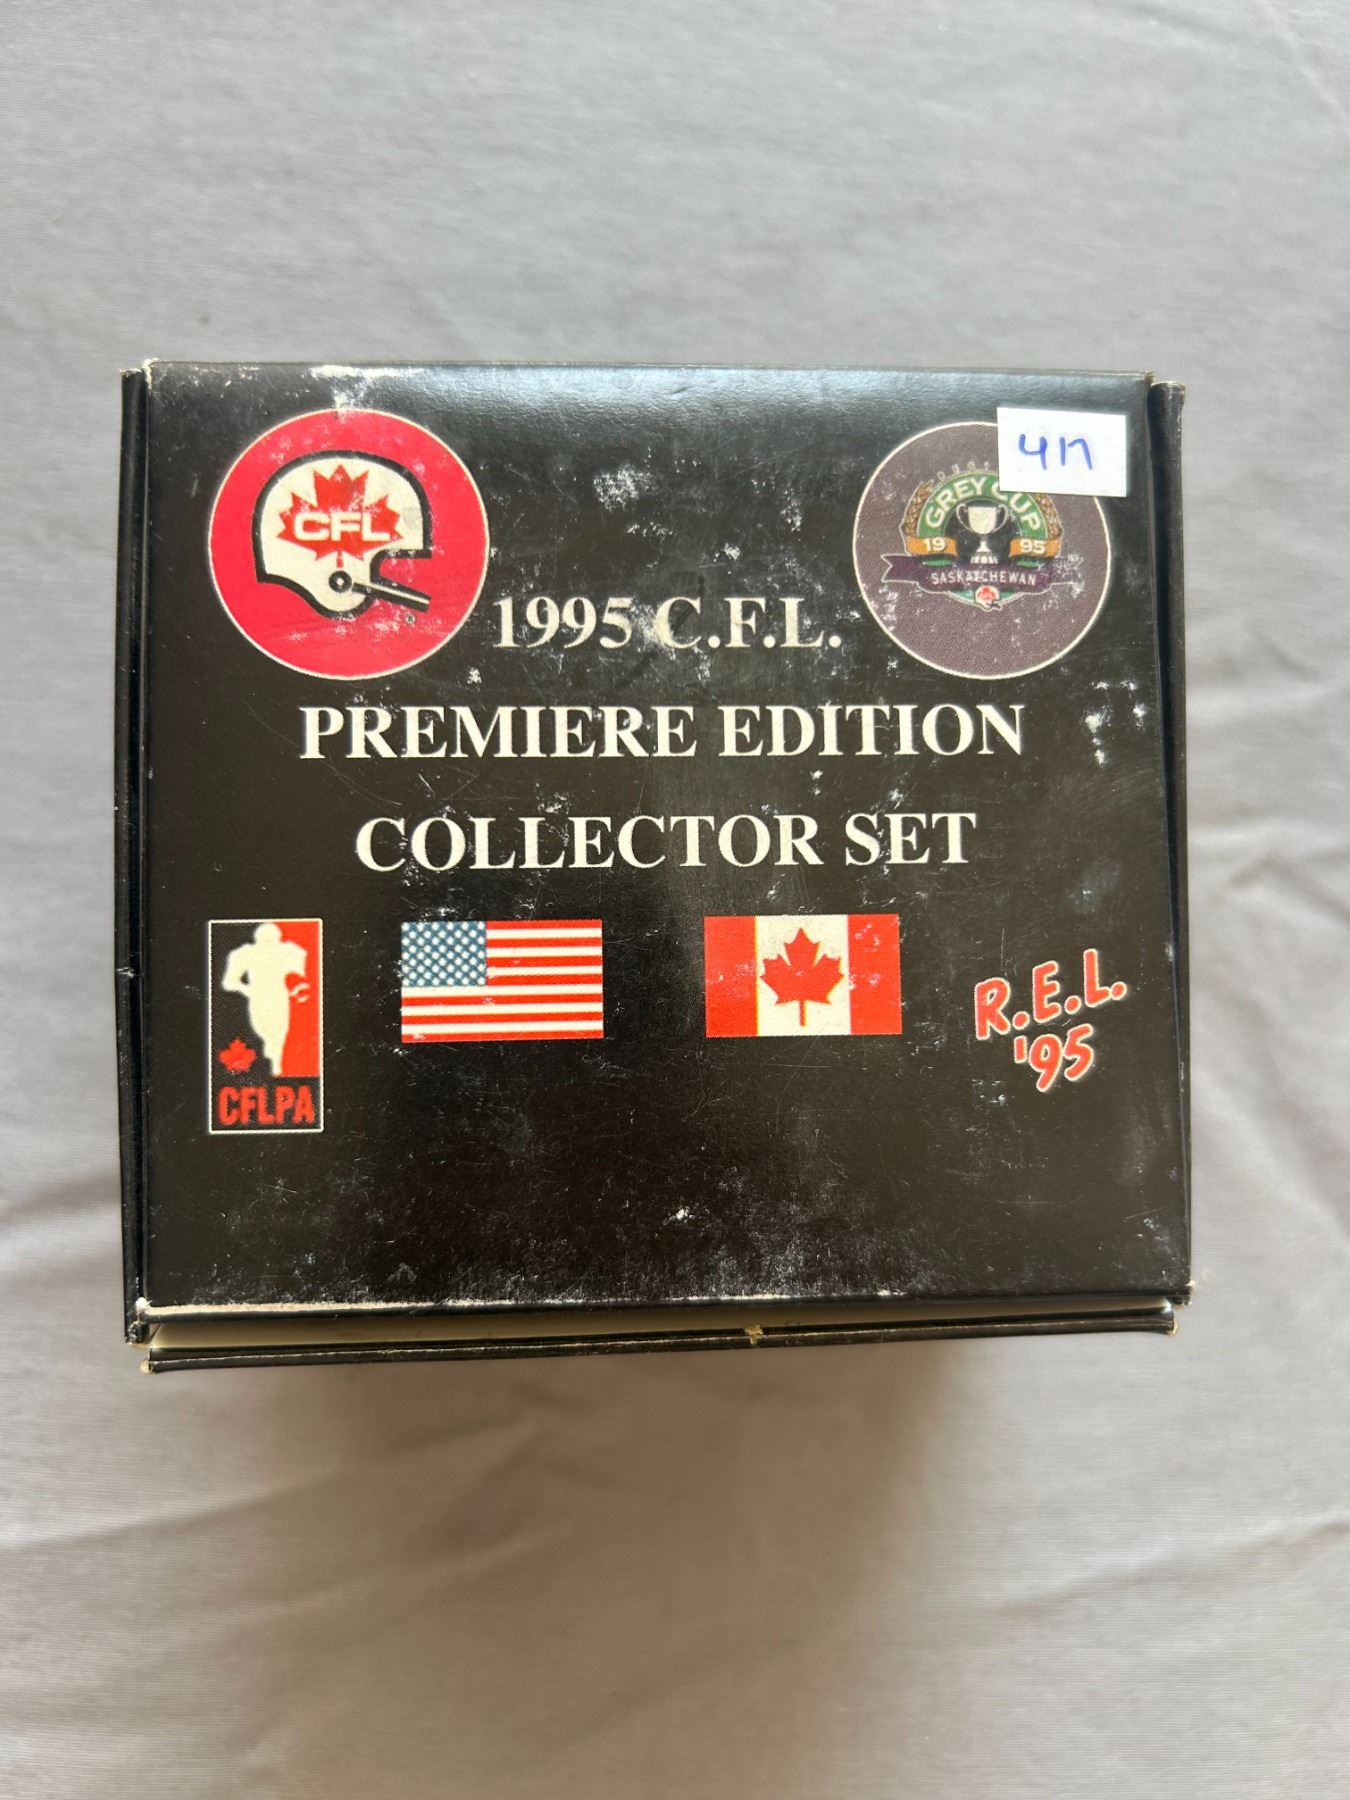 CFL
417
GREY CUP
19 95
SASKATCHEWAN
1995 C.F.L.
PREMIERE EDITION
COLLECTOR SET
CFLPA
R.E.L.
'95